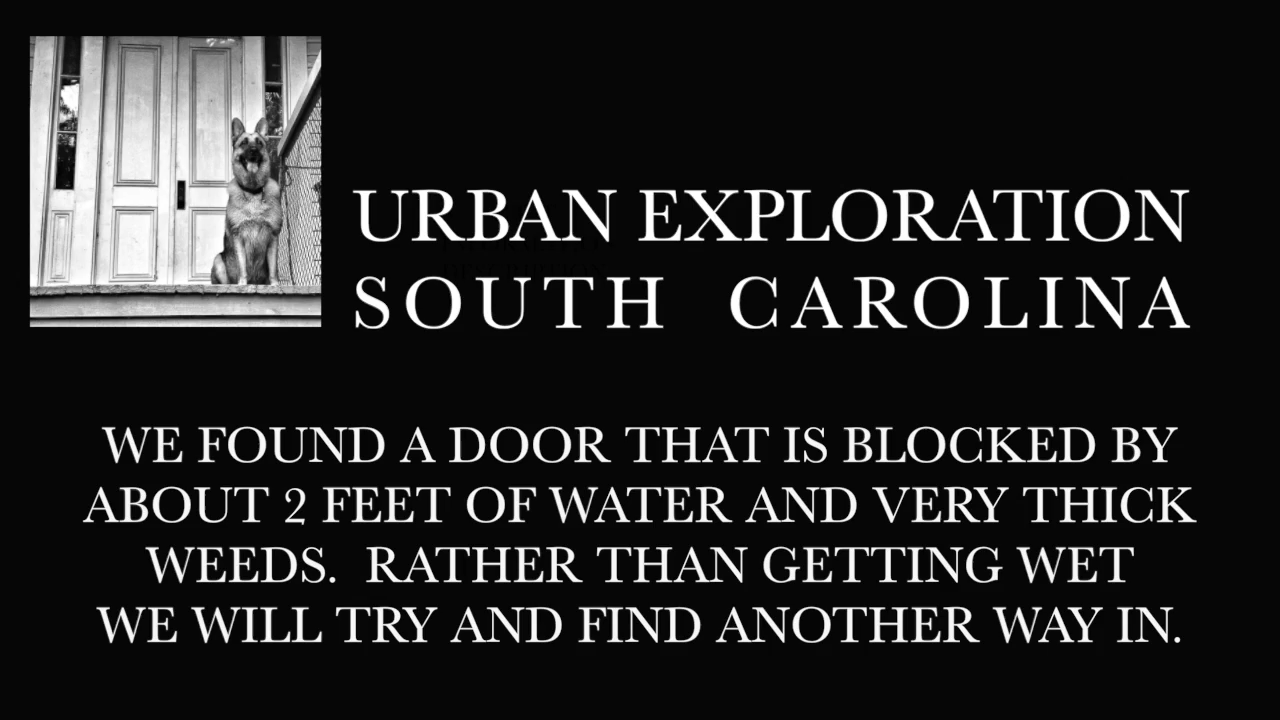 URBAN EXPLORATION
SOUTH CAROLINA
WE FOUND A DOOR THAT IS BLOCKED BY
ABOUT 2 FEET OF WATER AND VERY THICK
WEEDS. RATHER THAN GETTING WET
WE WILL TRY AND FIND ANOTHER WAY IN.